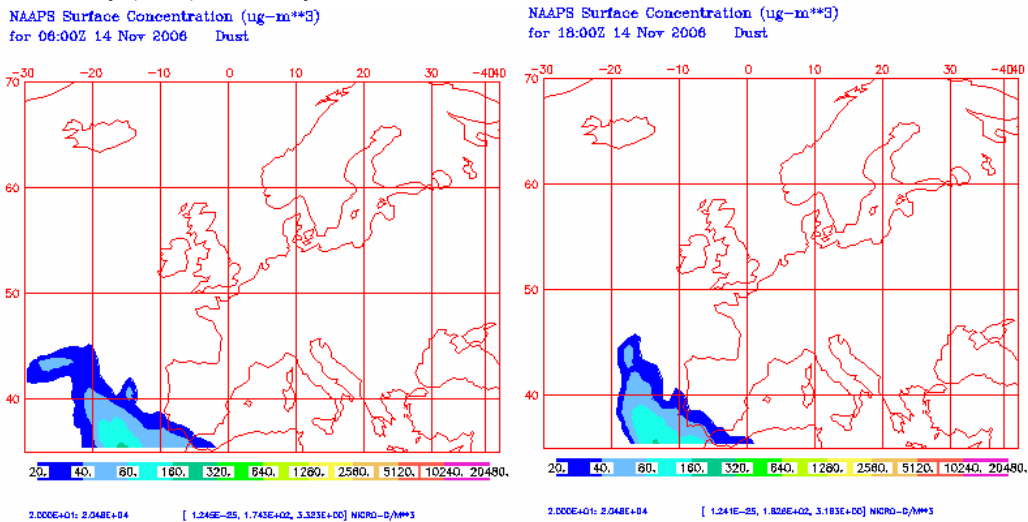 NAAPS Surface Concentration (ug-m**3)
for 06:00Z 14 Nov 2006 Dust
-30 -20 -10 0 10 20 30 -4040
70
60
50
40
20. 40. 80. 160. 320. 640. 1280. 2560. 5120. 10240. 20480.
2.000E+01: 2.048E+04 [ 1.245E-25, 1.743E+02, 3.323E+00] MICRO-G/M**3
NAAPS Surface Concentration (ug-m**3)
for 18:00Z 14 Nov 2006 Dust
-30 -20 -10 0 10 20 30 -4040
70
60
50
40
20. 40. 80. 160. 320. 640. 1280. 2560. 5120. 10240. 20480.
2.000E+01: 2.048E+04 [ 1.241E-25, 1.828E+02, 3.193E+00] MICRO-G/M**3